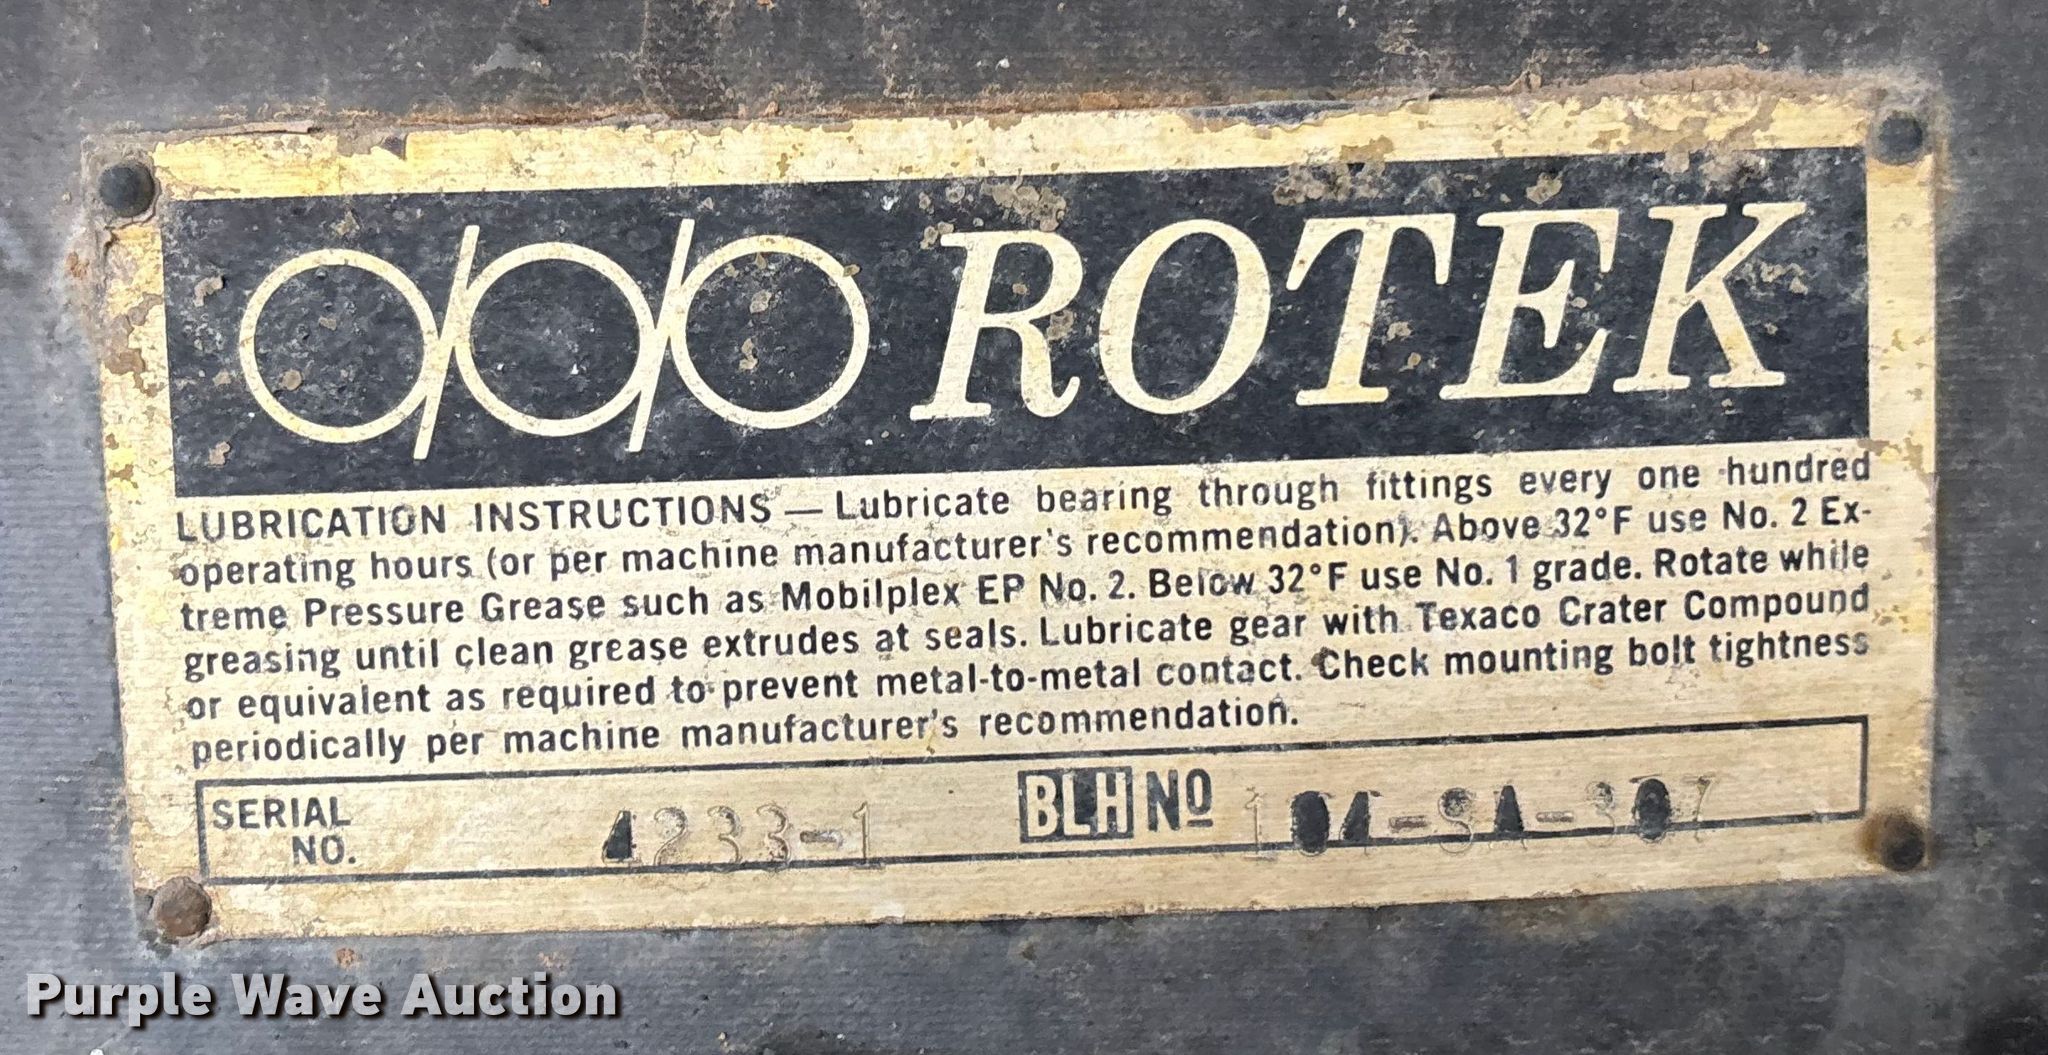 ROTEK
LUBRICATION INSTRUCTIONS — Lubricate bearing through fittings every one hundred
operating hours (or per machine manufacturer's recommendation). Above 32°F use No. 2 Ex-
treme Pressure Grease such as Mobilplex EP No. 2. Below 32°F use No. 1 grade. Rotate while
greasing until clean grease extrudes at seals. Lubricate gear with Texaco Crater Compound
or equivalent as required to prevent metal-to-metal contact. Check mounting bolt tightness
periodically per machine manufacturer's recommendation.
SERIAL NO. 4233-1 BLH Nº 104-SA-307
Purple Wave Auction